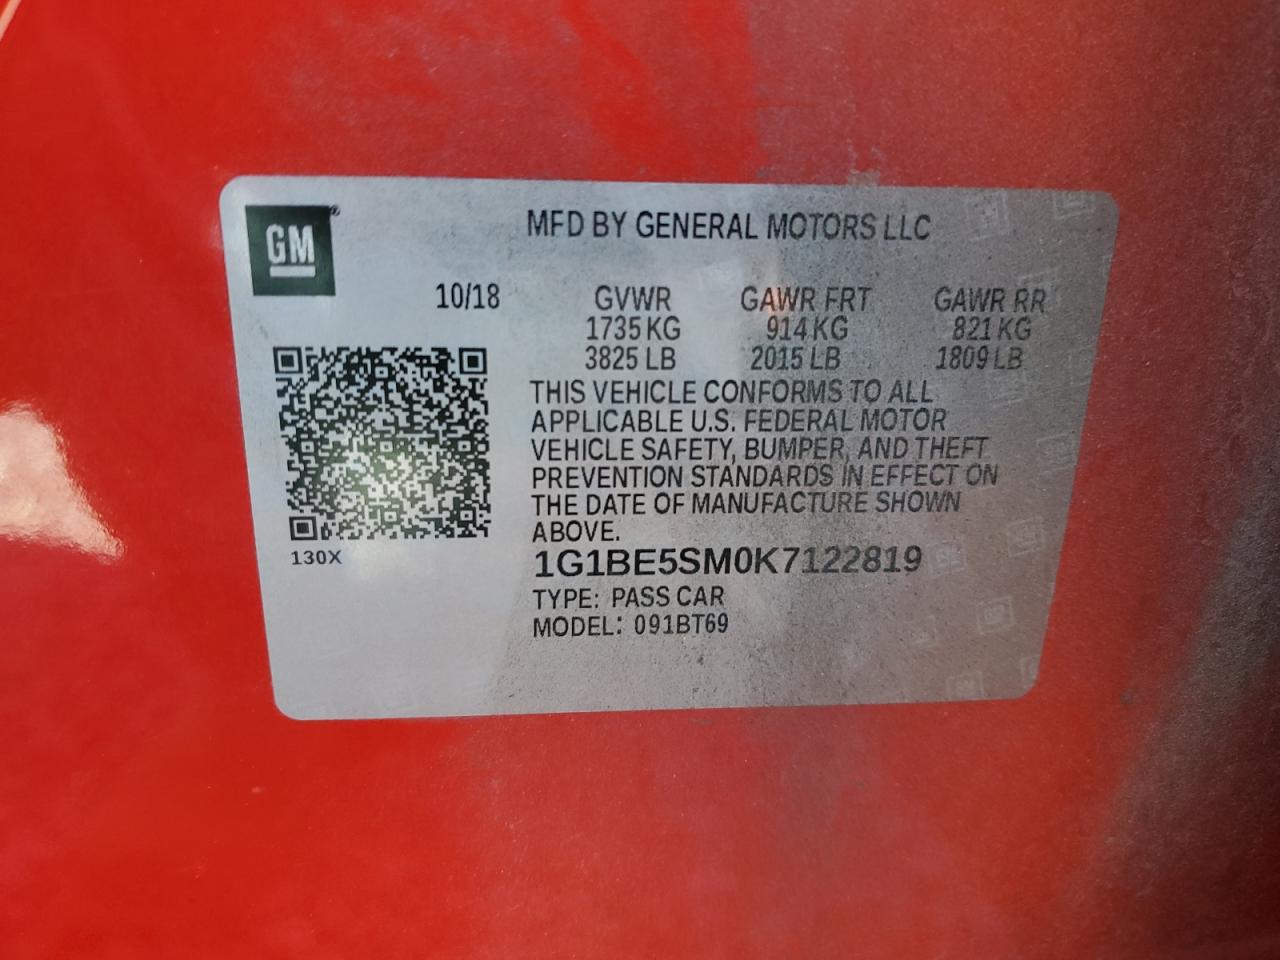 GM®
MFD BY GENERAL MOTORS LLC
10/18
GVWR GAWR FRT GAWR RR
1735 KG 914 KG 821 KG
3825 LB 2015 LB 1809 LB
THIS VEHICLE CONFORMS TO ALL
APPLICABLE U.S. FEDERAL MOTOR
VEHICLE SAFETY, BUMPER, AND THEFT
PREVENTION STANDARDS IN EFFECT ON
THE DATE OF MANUFACTURE SHOWN
ABOVE.
130X
1G1BE5SM0K7122819
TYPE: PASS CAR
MODEL: 091BT69